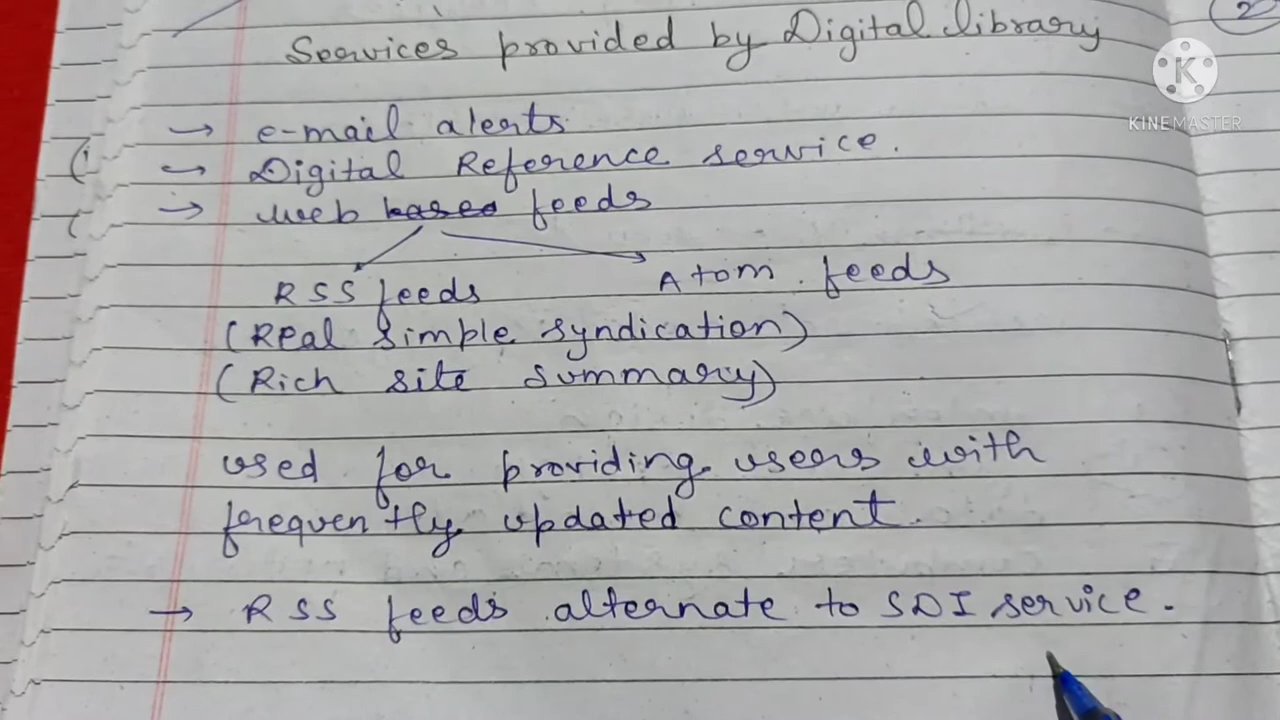 2
Services provided by Digital library
K
KINEMASTER
→ e-mail alerts
→ Digital Reference service.
→ Web based feeds
RSS feeds Atom feeds
(Real simple syndication)
(Rich site summary)
used for providing users with
frequently updated content.
→ RSS feeds alternate to SDI service.